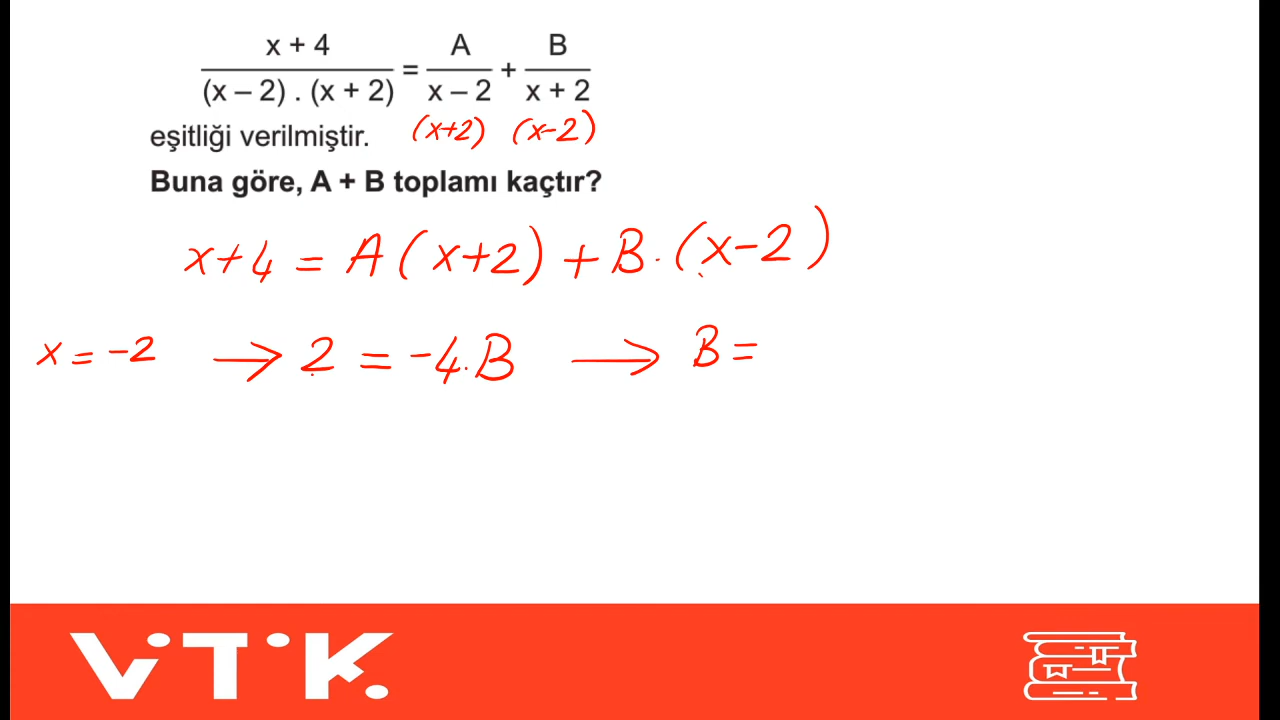 x + 4 / (x – 2) . (x + 2) = A / x – 2 + B / x + 2
eşitliği verilmiştir. (x+2) (x-2)
Buna göre, A + B toplamı kaçtır?
x+4 = A(x+2) + B.(x-2)
x = -2 → 2 = -4.B → B =
VTK